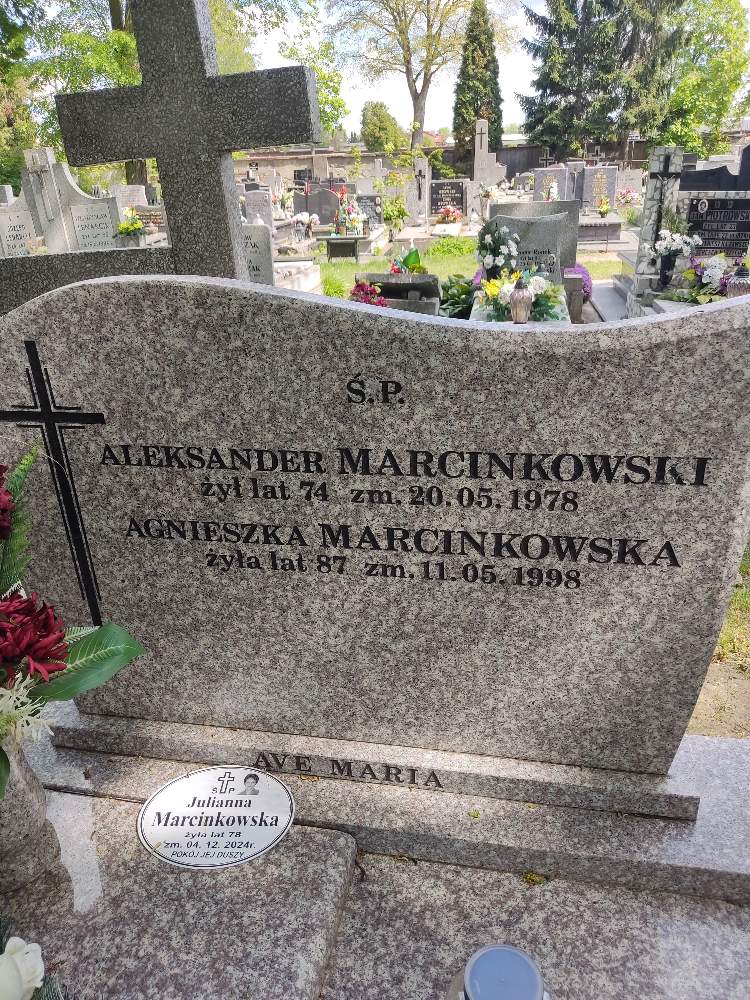 Ś.P.
ALEKSANDER MARCINKOWSKI
żył lat 74 zm. 20.05.1978
AGNIESZKA MARCINKOWSKA
żyła lat 87 zm. 11.05.1998
AVE MARIA
Ś P
Julianna
Marcinkowska
żyła lat 78
zm. 04. 12. 2024r.
POKÓJ JEJ DUSZY